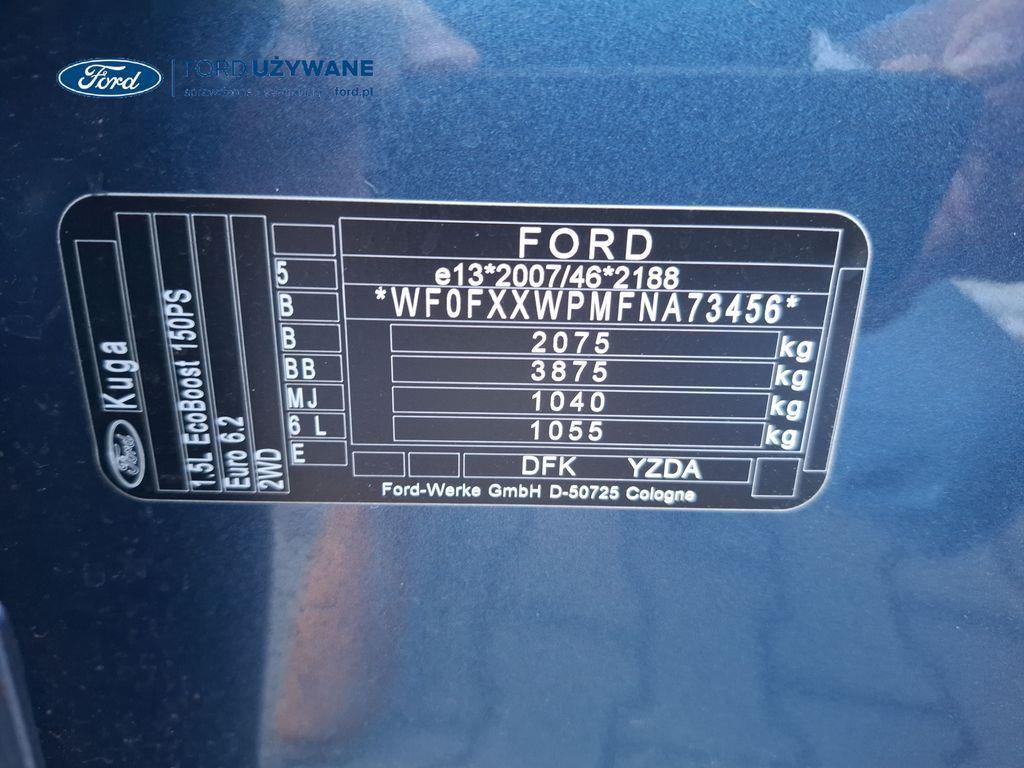 Ford
FORD UŻYWANE
ford.pl
FORD
e13*2007/46*2188
*WF0FXXWPMFNA73456*
2075 kg
3875 kg
1040 kg
1055 kg
DFK YZDA
Ford-Werke GmbH D-50725 Cologne
5
B
B
BB
MJ
6 L
E
Ford Kuga
1.5L EcoBoost 150PS
Euro 6.2
2WD